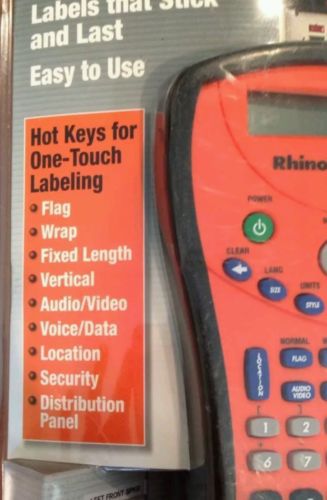 Labels that Stick
and Last
Easy to Use
Hot Keys for
One-Touch
Labeling
• Flag
• Wrap
• Fixed Length
• Vertical
• Audio/Video
• Voice/Data
• Location
• Security
• Distribution
Panel
Rhino
POWER
CLEAR
LANG
SIZE
UNITS
STYLE
NORMAL
FLAG
LOCATION
AUDIO
VIDEO
1
2
6
7
LEFT FRONT